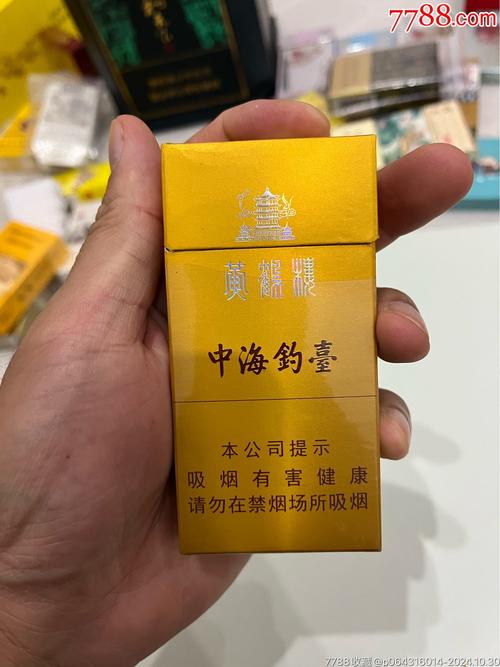 7788.com
黄鹤楼
中海釣臺
本公司提示
吸烟有害健康
请勿在禁烟场所吸烟
7788收藏@p064316014-2024.10.30